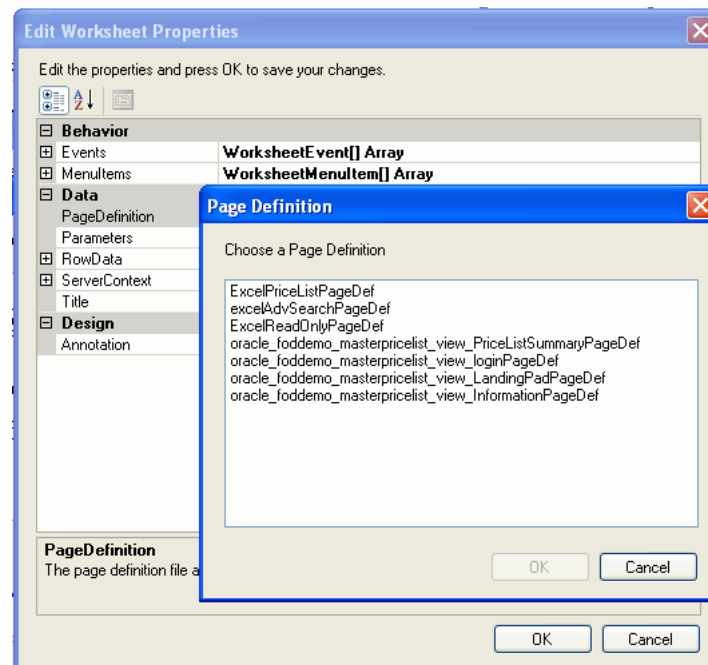 Edit Worksheet Properties
Edit the properties and press OK to save your changes.
Behavior
Events WorksheetEvent[] Array
MenuItems WorksheetMenuItem[] Array
Data
PageDefinition
Parameters
RowData
ServerContext
Title
Design
Annotation
Page Definition
Choose a Page Definition
ExcelPriceListPageDef
excelAdvSearchPageDef
ExcelReadOnlyPageDef
oracle_foddemo_masterpricelist_view_PriceListSummaryPageDef
oracle_foddemo_masterpricelist_view_loginPageDef
oracle_foddemo_masterpricelist_view_LandingPadPageDef
oracle_foddemo_masterpricelist_view_InformationPageDef
OK Cancel
PageDefinition
The page definition file a
OK Cancel